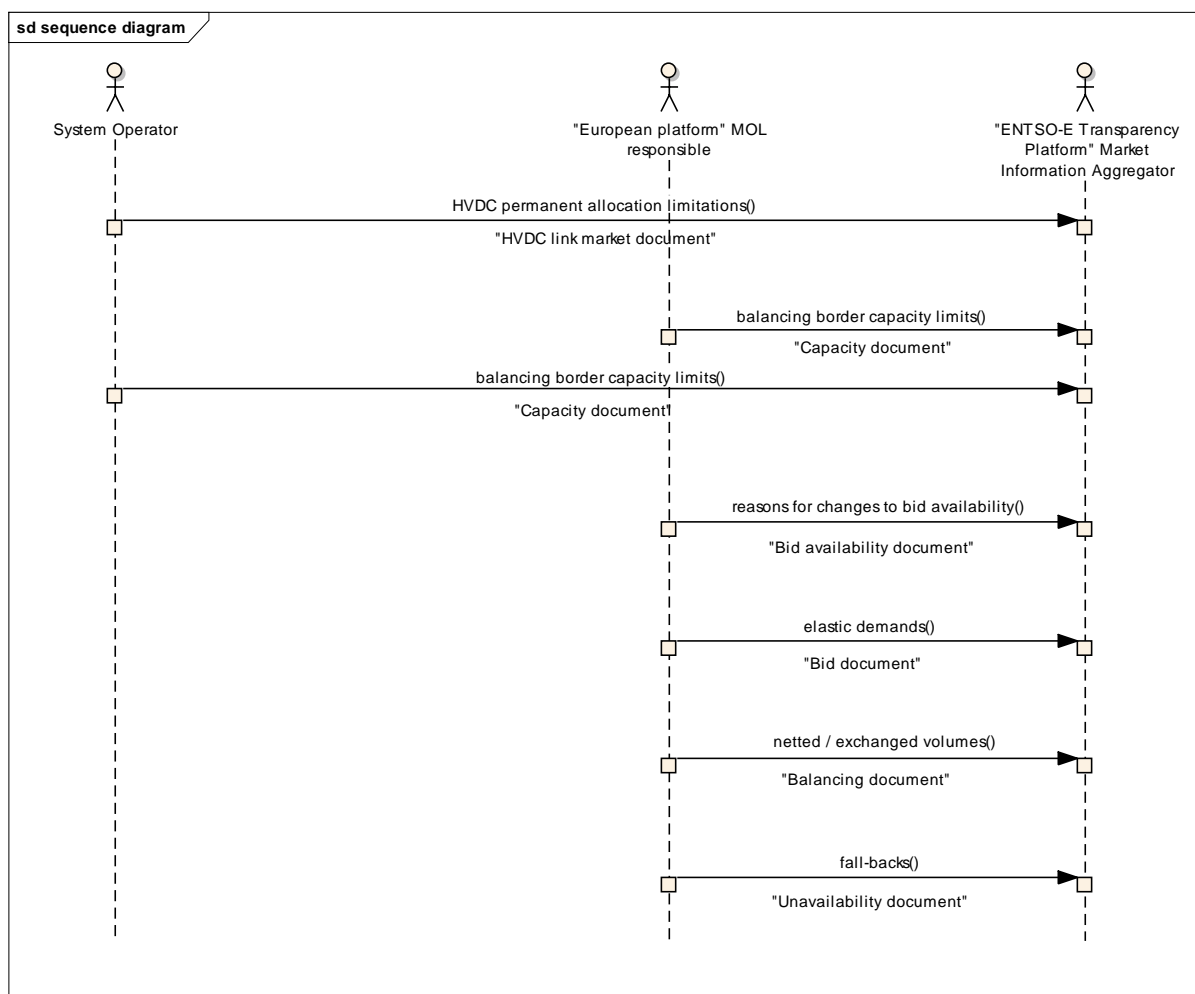 sd sequence diagram
System Operator
"European platform" MOL
responsible
"ENTSO-E Transparency
Platform" Market
Information Aggregator
HVDC permanent allocation limitations()
"HVDC link market document"
balancing border capacity limits()
"Capacity document"
balancing border capacity limits()
"Capacity document"
reasons for changes to bid availability()
"Bid availability document"
elastic demands()
"Bid document"
netted / exchanged volumes()
"Balancing document"
fall-backs()
"Unavailability document"